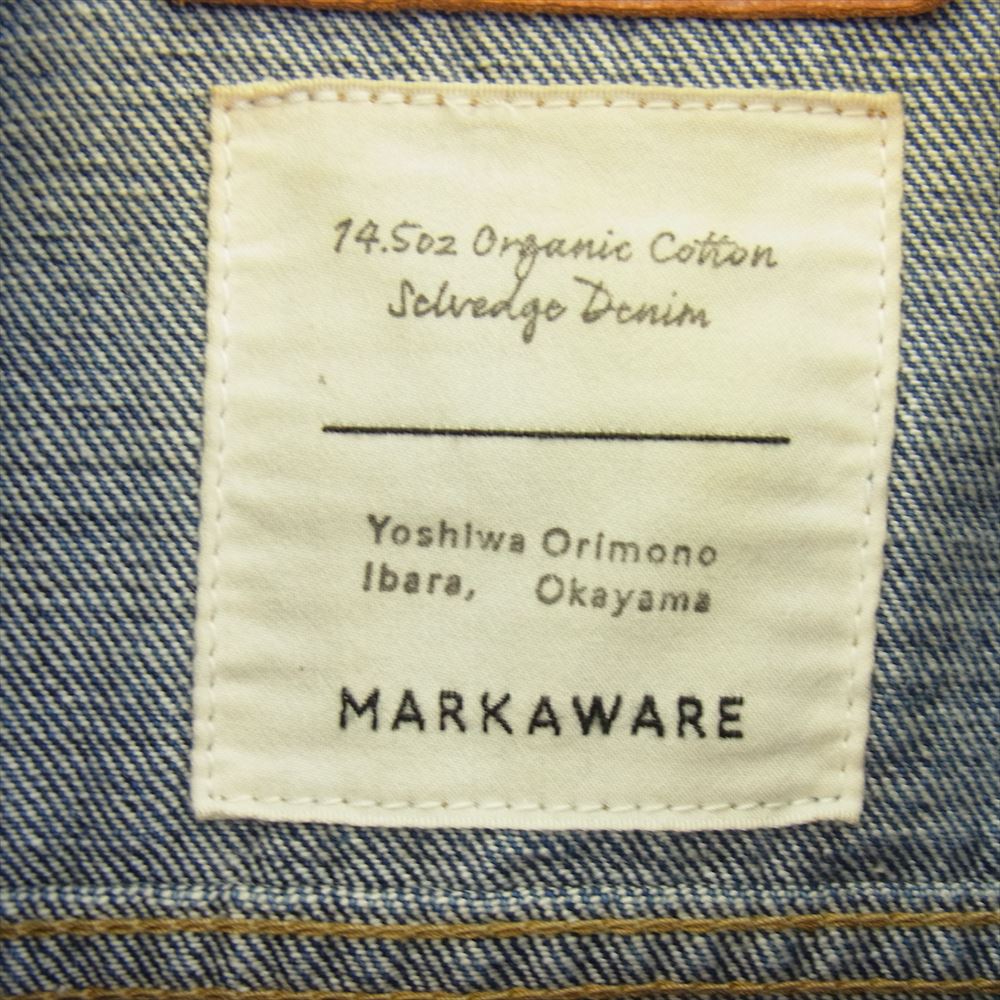 14.5oz Organic Cotton
Selvedge Denim
Yoshiwa Orimono
Ibara, Okayama
MARKAWARE